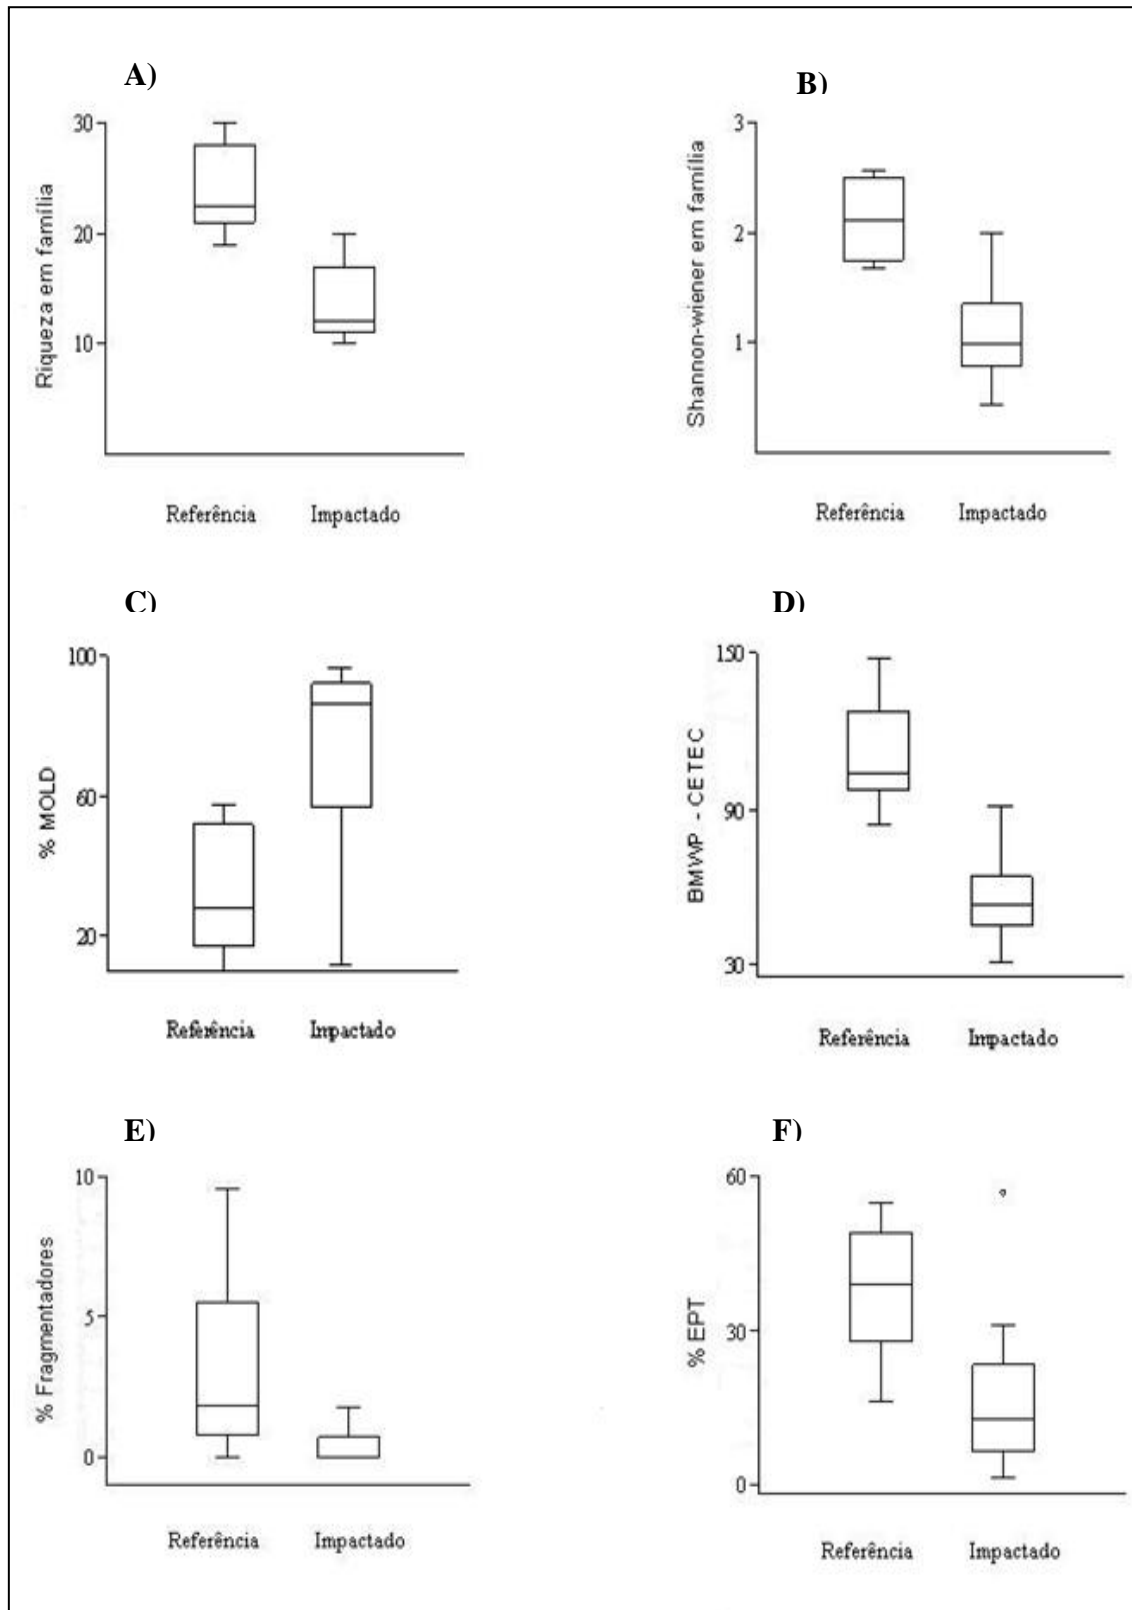 A)
Riqueza em família
30
20
10
Referência Impactado
B)
Shannon-wiener em família
3
2
1
Referência Impactado
C)
% MOLD
100
60
20
Referência Impactado
D)
BMWP - CETEC
150
90
30
Referência Impactado
E)
% Fragmentadores
10
5
0
Referência Impactado
F)
% EPT
60
30
0
Referência Impactado